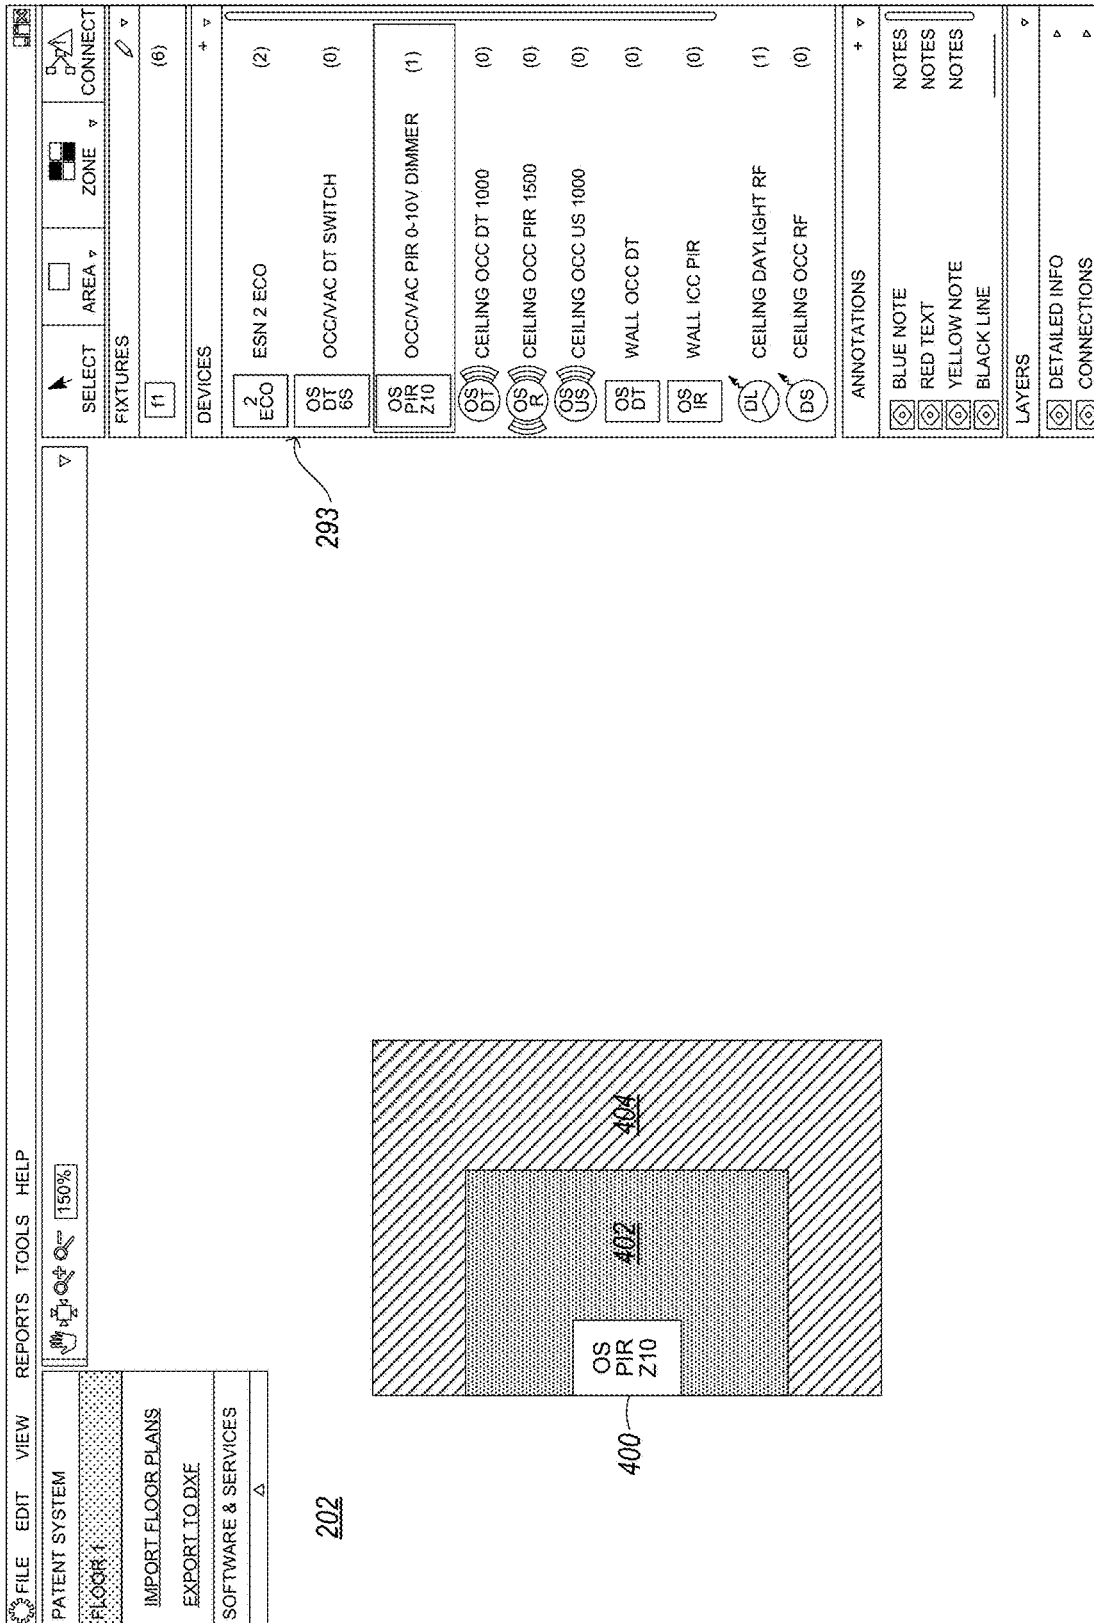 FILE EDIT VIEW REPORTS TOOLS HELP
PATENT SYSTEM
FLOOR 1
IMPORT FLOOR PLANS
EXPORT TO DXF
SOFTWARE & SERVICES
150%
202
400
OS
PIR
Z10
402
404
293
SELECT AREA ZONE CONNECT
FIXTURES
f1 (6)
DEVICES +
2 ECO ESN 2 ECO (2)
OS DT 6S OCC/VAC DT SWITCH (0)
OS PIR Z10 OCC/VAC PIR 0-10V DIMMER (1)
OS DT CEILING OCC DT 1000 (0)
OS R CEILING OCC PIR 1500 (0)
OS US CEILING OCC US 1000 (0)
OS DT WALL OCC DT (0)
OS IR WALL ICC PIR (0)
DL CEILING DAYLIGHT RF (1)
DS CEILING OCC RF (0)
ANNOTATIONS +
BLUE NOTE NOTES
RED TEXT NOTES
YELLOW NOTE NOTES
BLACK LINE
LAYERS
DETAILED INFO
CONNECTIONS